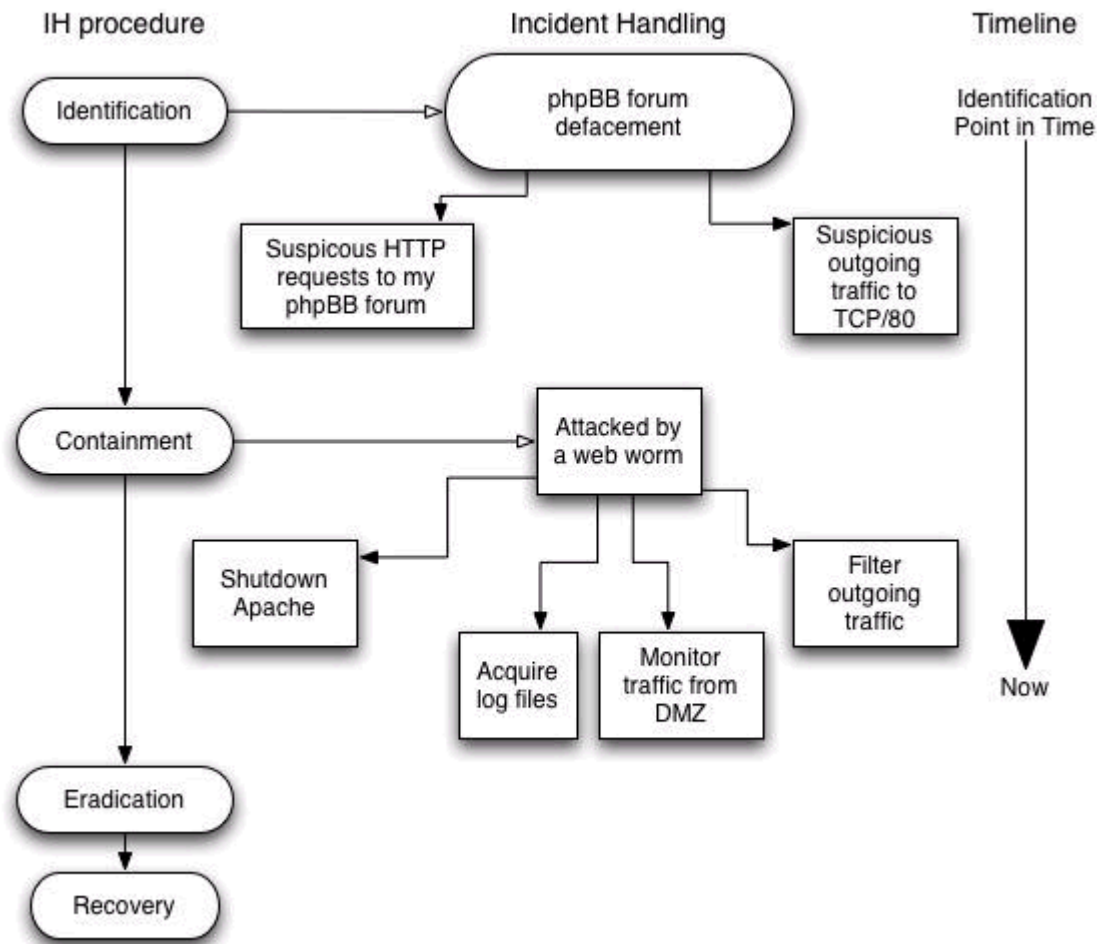 IH procedure
Incident Handling
Timeline
Identification
phpBB forum
defacement
Identification
Point in Time
Suspicous HTTP
requests to my
phpBB forum
Suspicious
outgoing
traffic to
TCP/80
Containment
Attacked by
a web worm
Shutdown
Apache
Filter
outgoing
traffic
Acquire
log files
Monitor
traffic from
DMZ
Now
Eradication
Recovery